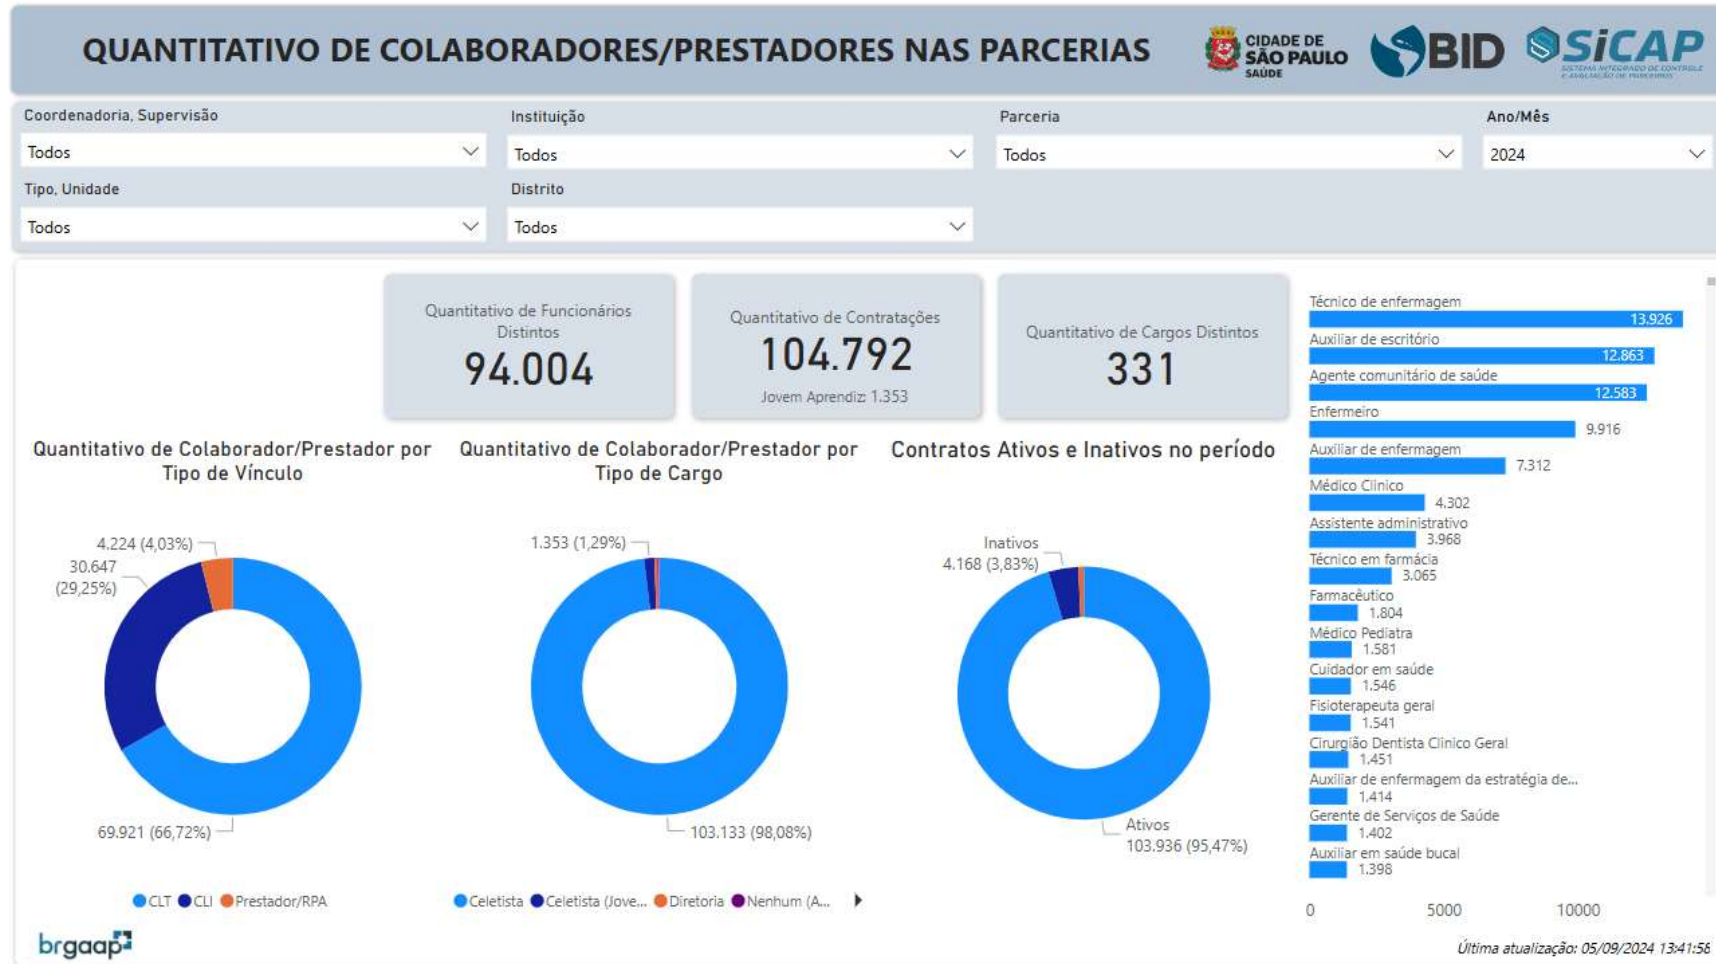 QUANTITATIVO DE COLABORADORES/PRESTADORES NAS PARCERIAS
CIDADE DE
SÃO PAULO
SAÚDE
BID
SiCAP
SISTEMA INTEGRADO DE CONTROLE
E AVALIAÇÃO DE PARCEIROS
Coordenadoria, Supervisão
Todos
Instituição
Todos
Parceria
Todos
Ano/Mês
2024
Tipo, Unidade
Todos
Distrito
Todos
Quantitativo de Funcionários
Distintos
94.004
Quantitativo de Contratações
104.792
Jovem Aprendiz: 1.353
Quantitativo de Cargos Distintos
331
Quantitativo de Colaborador/Prestador por
Tipo de Vínculo
4.224 (4,03%)
30.647
(29,25%)
69.921 (66,72%)
CLT CLI Prestador/RPA
Quantitativo de Colaborador/Prestador por
Tipo de Cargo
1.353 (1,29%)
103.133 (98,08%)
Celetista Celetista (Jove... Diretoria Nenhum (A...
Contratos Ativos e Inativos no período
Inativos
4.168 (3,83%)
Ativos
103.936 (95,47%)
Técnico de enfermagem
13.926
Auxiliar de escritório
12.863
Agente comunitário de saúde
12.583
Enfermeiro
9.916
Auxiliar de enfermagem
7.312
Médico Clinico
4.302
Assistente administrativo
3.968
Técnico em farmácia
3.065
Farmacêutico
1.804
Médico Pediatra
1.581
Cuidador em saúde
1.546
Fisioterapeuta geral
1.541
Cirurgião Dentista Clinico Geral
1.451
Auxiliar de enfermagem da estratégia de...
1.414
Gerente de Serviços de Saúde
1.402
Auxiliar em saúde bucal
1.398
0 5000 10000
brgaap
Última atualização: 05/09/2024 13:41:58